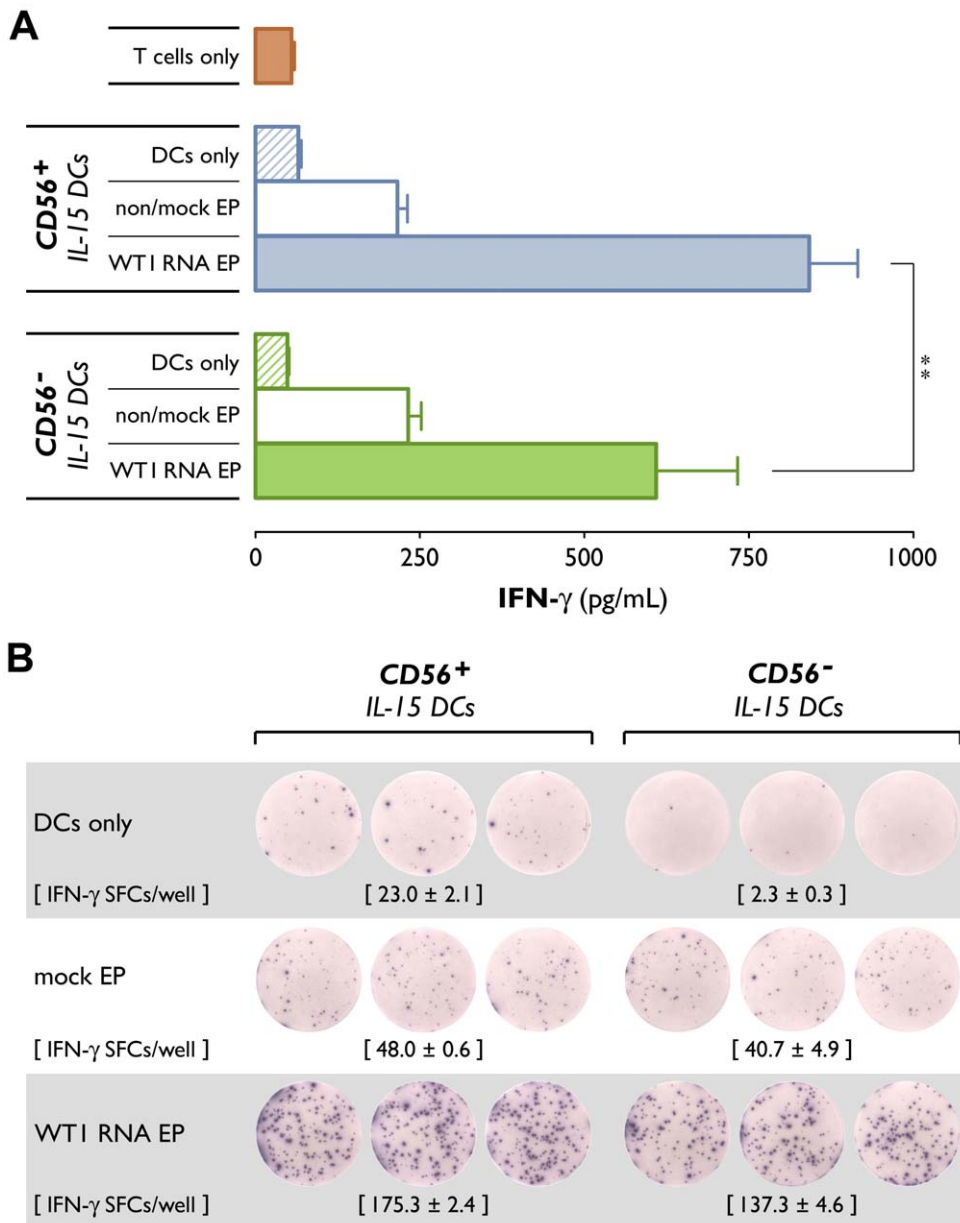 A
T cells only
CD56+
IL-15 DCs
DCs only
non/mock EP
WT1 RNA EP
CD56-
IL-15 DCs
DCs only
non/mock EP
WT1 RNA EP
**
0 250 500 750 1000
IFN-γ (pg/mL)
B
CD56+ CD56-
IL-15 DCs IL-15 DCs
DCs only
[ IFN-γ SFCs/well ] [ 23.0 ± 2.1 ] [ 2.3 ± 0.3 ]
mock EP
[ IFN-γ SFCs/well ] [ 48.0 ± 0.6 ] [ 40.7 ± 4.9 ]
WT1 RNA EP
[ IFN-γ SFCs/well ] [ 175.3 ± 2.4 ] [ 137.3 ± 4.6 ]